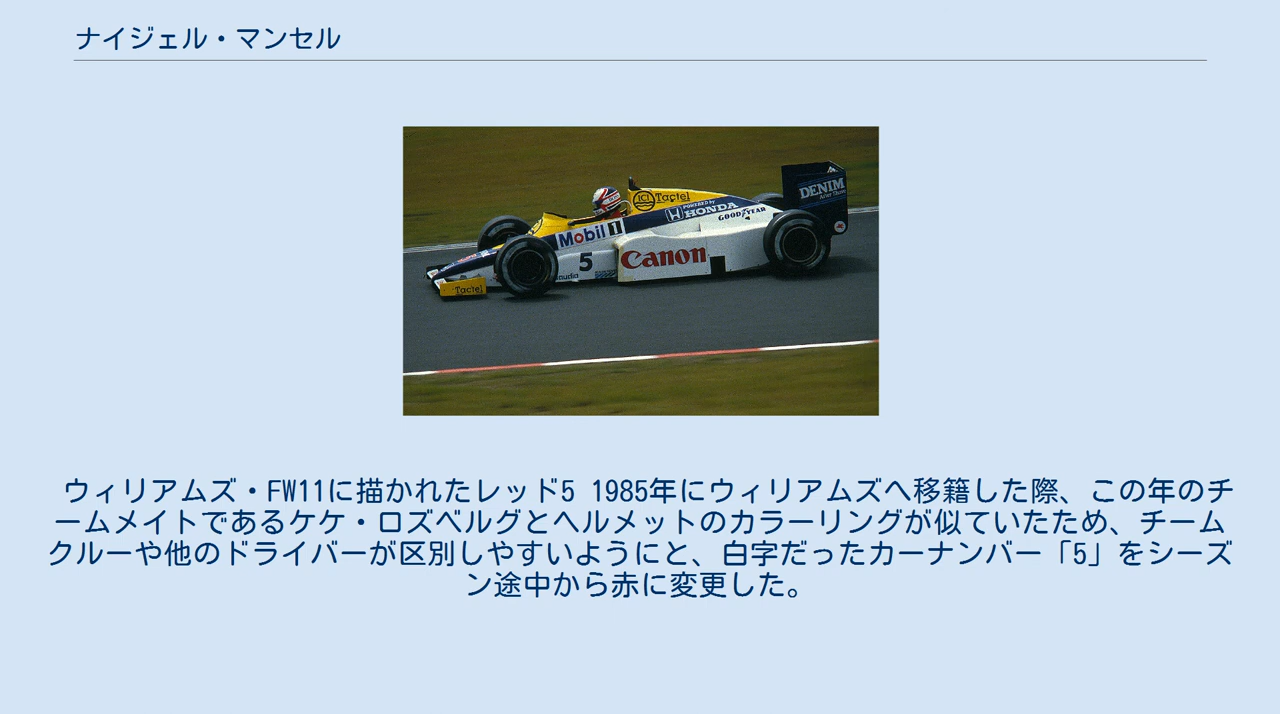 ナイジェル・マンセル
ICI Tactel
POWERED by
HONDA
GOODYEAR
DENIM
After Shave
Mobil 1
5
Canon
Tactel
ウィリアムズ・FW11に描かれたレッド5 1985年にウィリアムズへ移籍した際、この年のチ
ームメイトであるケケ・ロズベルグとヘルメットのカラーリングが似ていたため、チーム
クルーや他のドライバーが区別しやすいようにと、白字だったカーナンバー「5」をシーズ
ン途中から赤に変更した。